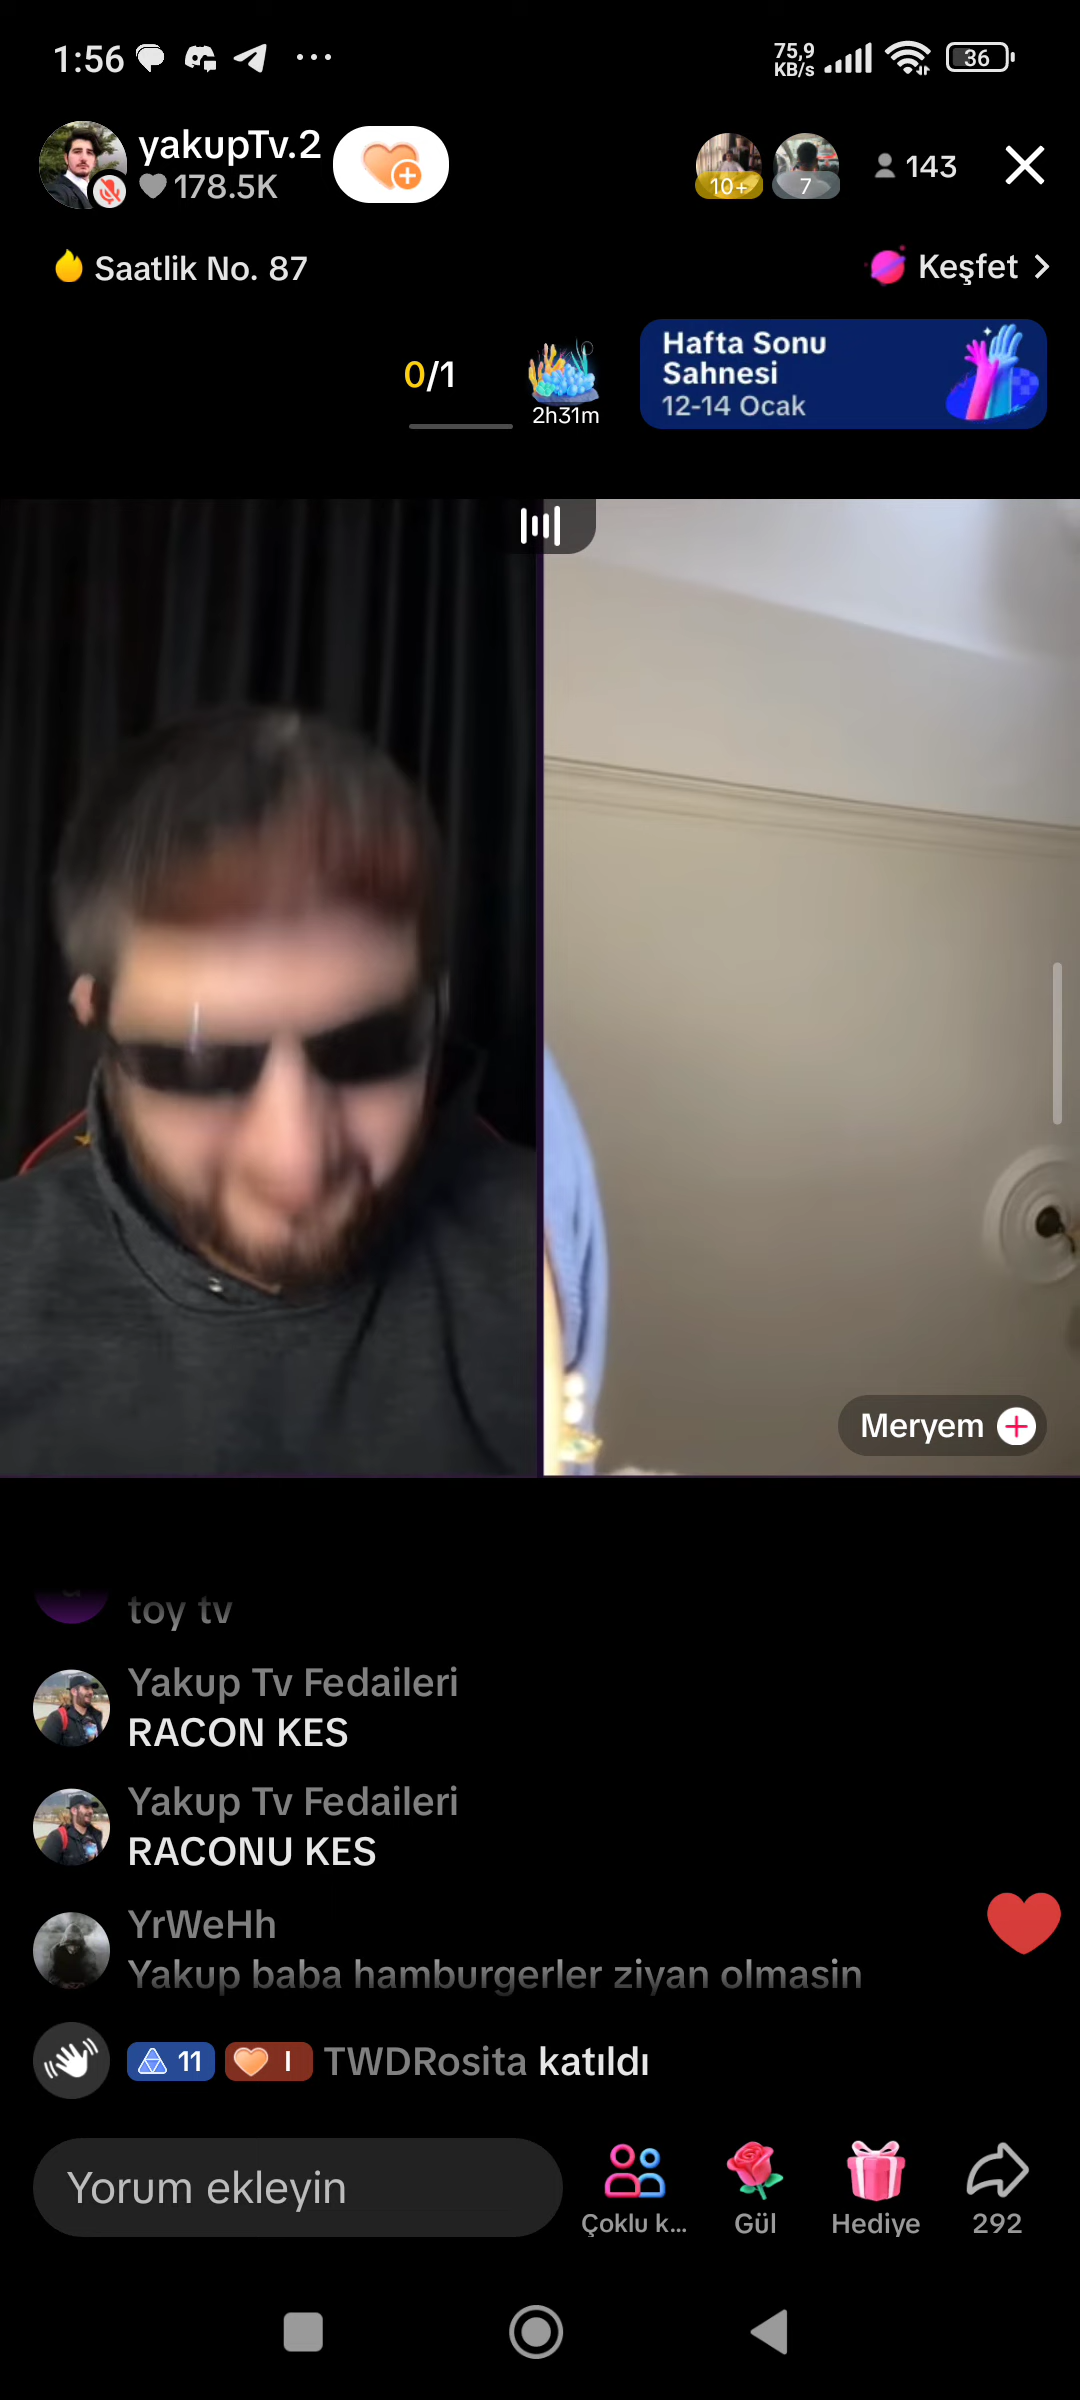 1:56
75,9
KB/s
36
yakupTv.2
178.5K
10+
7
143
Saatlik No. 87
Keşfet
0/1
2h31m
Hafta Sonu
Sahnesi
12-14 Ocak
Meryem
toy tv
Yakup Tv Fedaileri
RACON KES
Yakup Tv Fedaileri
RACONU KES
YrWeHh
Yakup baba hamburgerler ziyan olmasin
11 I TWDRosita katıldı
Yorum ekleyin
Çoklu k...
Gül
Hediye
292